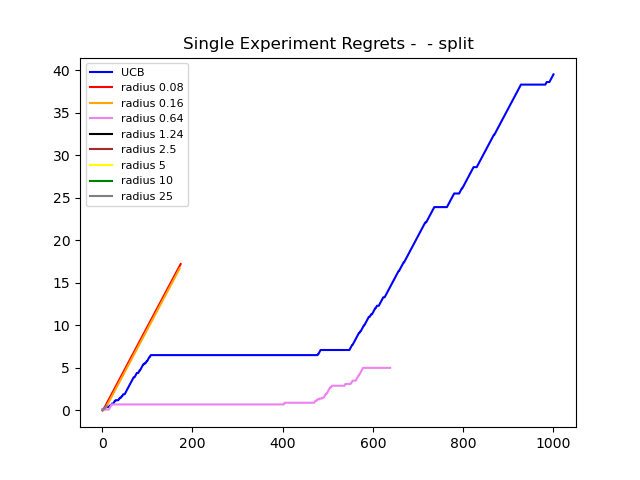 Single Experiment Regrets -  - split
UCB
radius 0.08
radius 0.16
radius 0.64
radius 1.24
radius 2.5
radius 5
radius 10
radius 25
40
35
30
25
20
15
10
5
0
0 200 400 600 800 1000